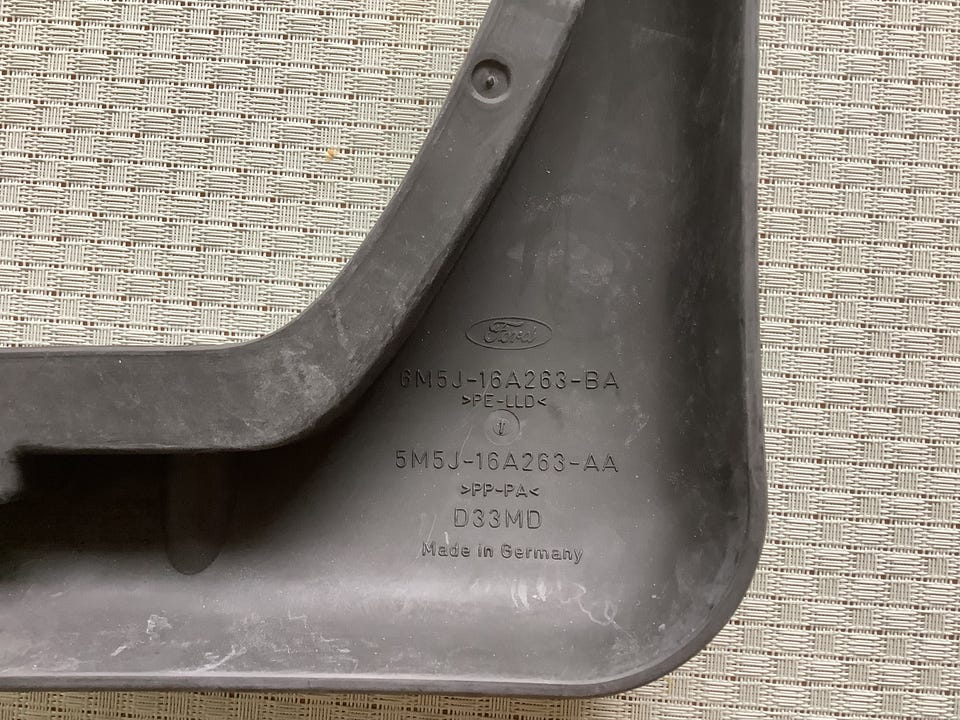 Ford
6M5J-16A263-BA
>PE-LLD<
5M5J-16A263-AA
>PP-PA<
D33MD
Made in Germany